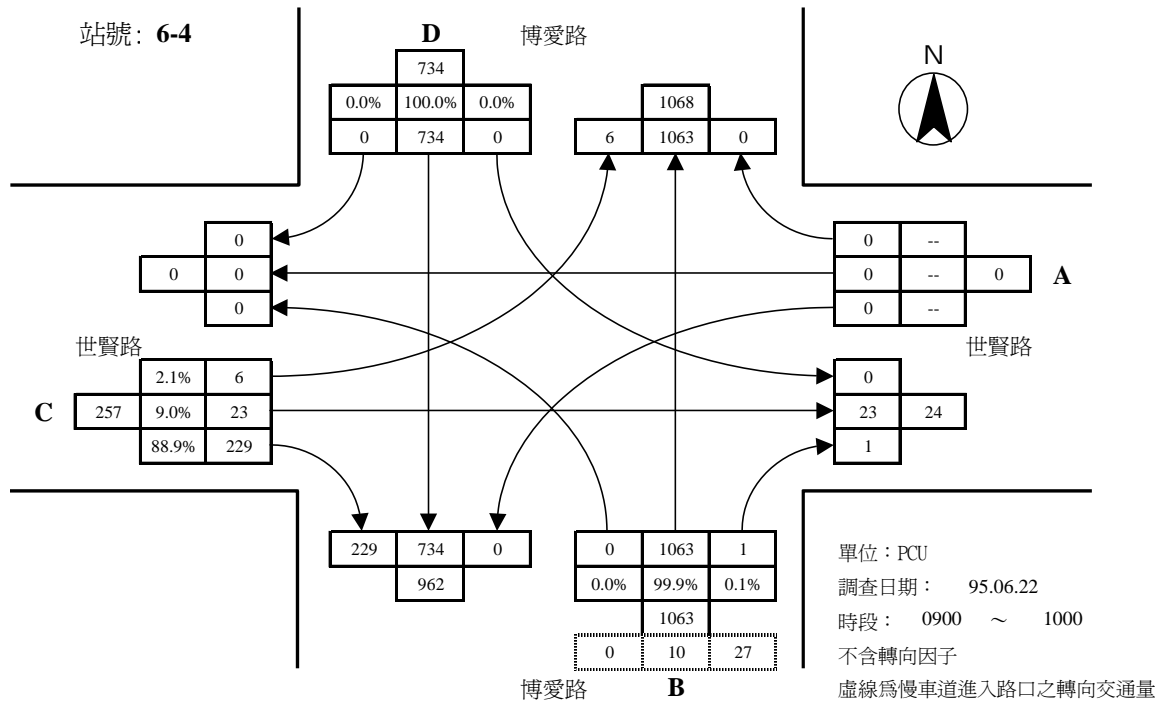 站號: 6-4
D 博愛路
N
734
0.0% 100.0% 0.0%
0 734 0
1068
6 1063 0
0
0 0
0
0 --
0 -- 0 A
0 --
世賢路
世賢路
2.1% 6
C 257 9.0% 23
88.9% 229
0
23 24
1
229 734 0
962
0 1063 1
0.0% 99.9% 0.1%
1063
0 10 27
博愛路 B
單位：PCU
調查日期： 95.06.22
時段： 0900 ～ 1000
不含轉向因子
虛線為慢車道進入路口之轉向交通量